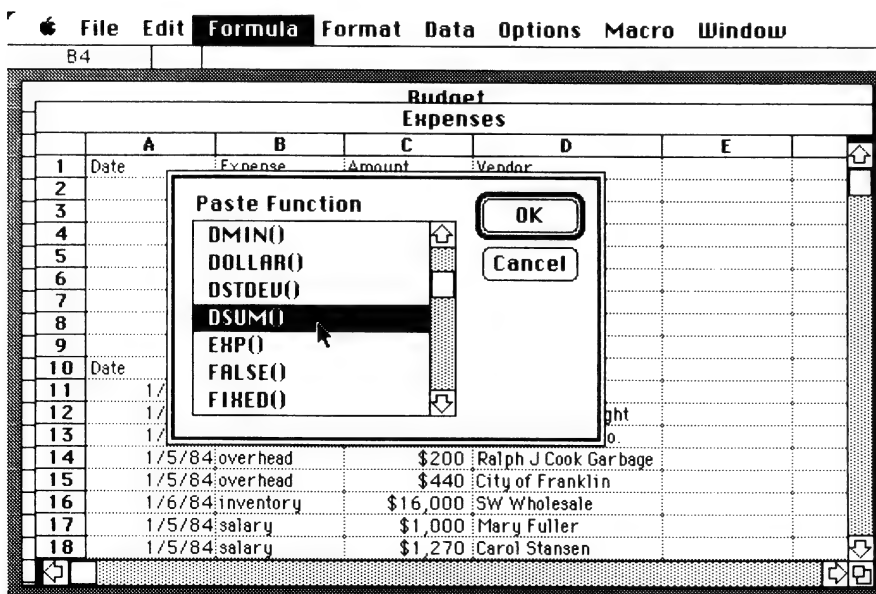 File Edit Formula Format Data Options Macro Window
B4
Budget
Expenses
A B C D E
1 Date Expense Amount Vendor
2
3
4
5
6
7
8
9
10 Date
11 1/
12 1/ ght
13 1/ o.
14 1/5/84 overhead $200 Ralph J Cook Garbage
15 1/5/84 overhead $440 City of Franklin
16 1/6/84 inventory $16,000 SW Wholesale
17 1/5/84 salary $1,000 Mary Fuller
18 1/5/84 salary $1,270 Carol Stansen
Paste Function
DMIN()
DOLLAR()
DSTDEV()
DSUM()
EXP()
FALSE()
FIXED()
OK
Cancel